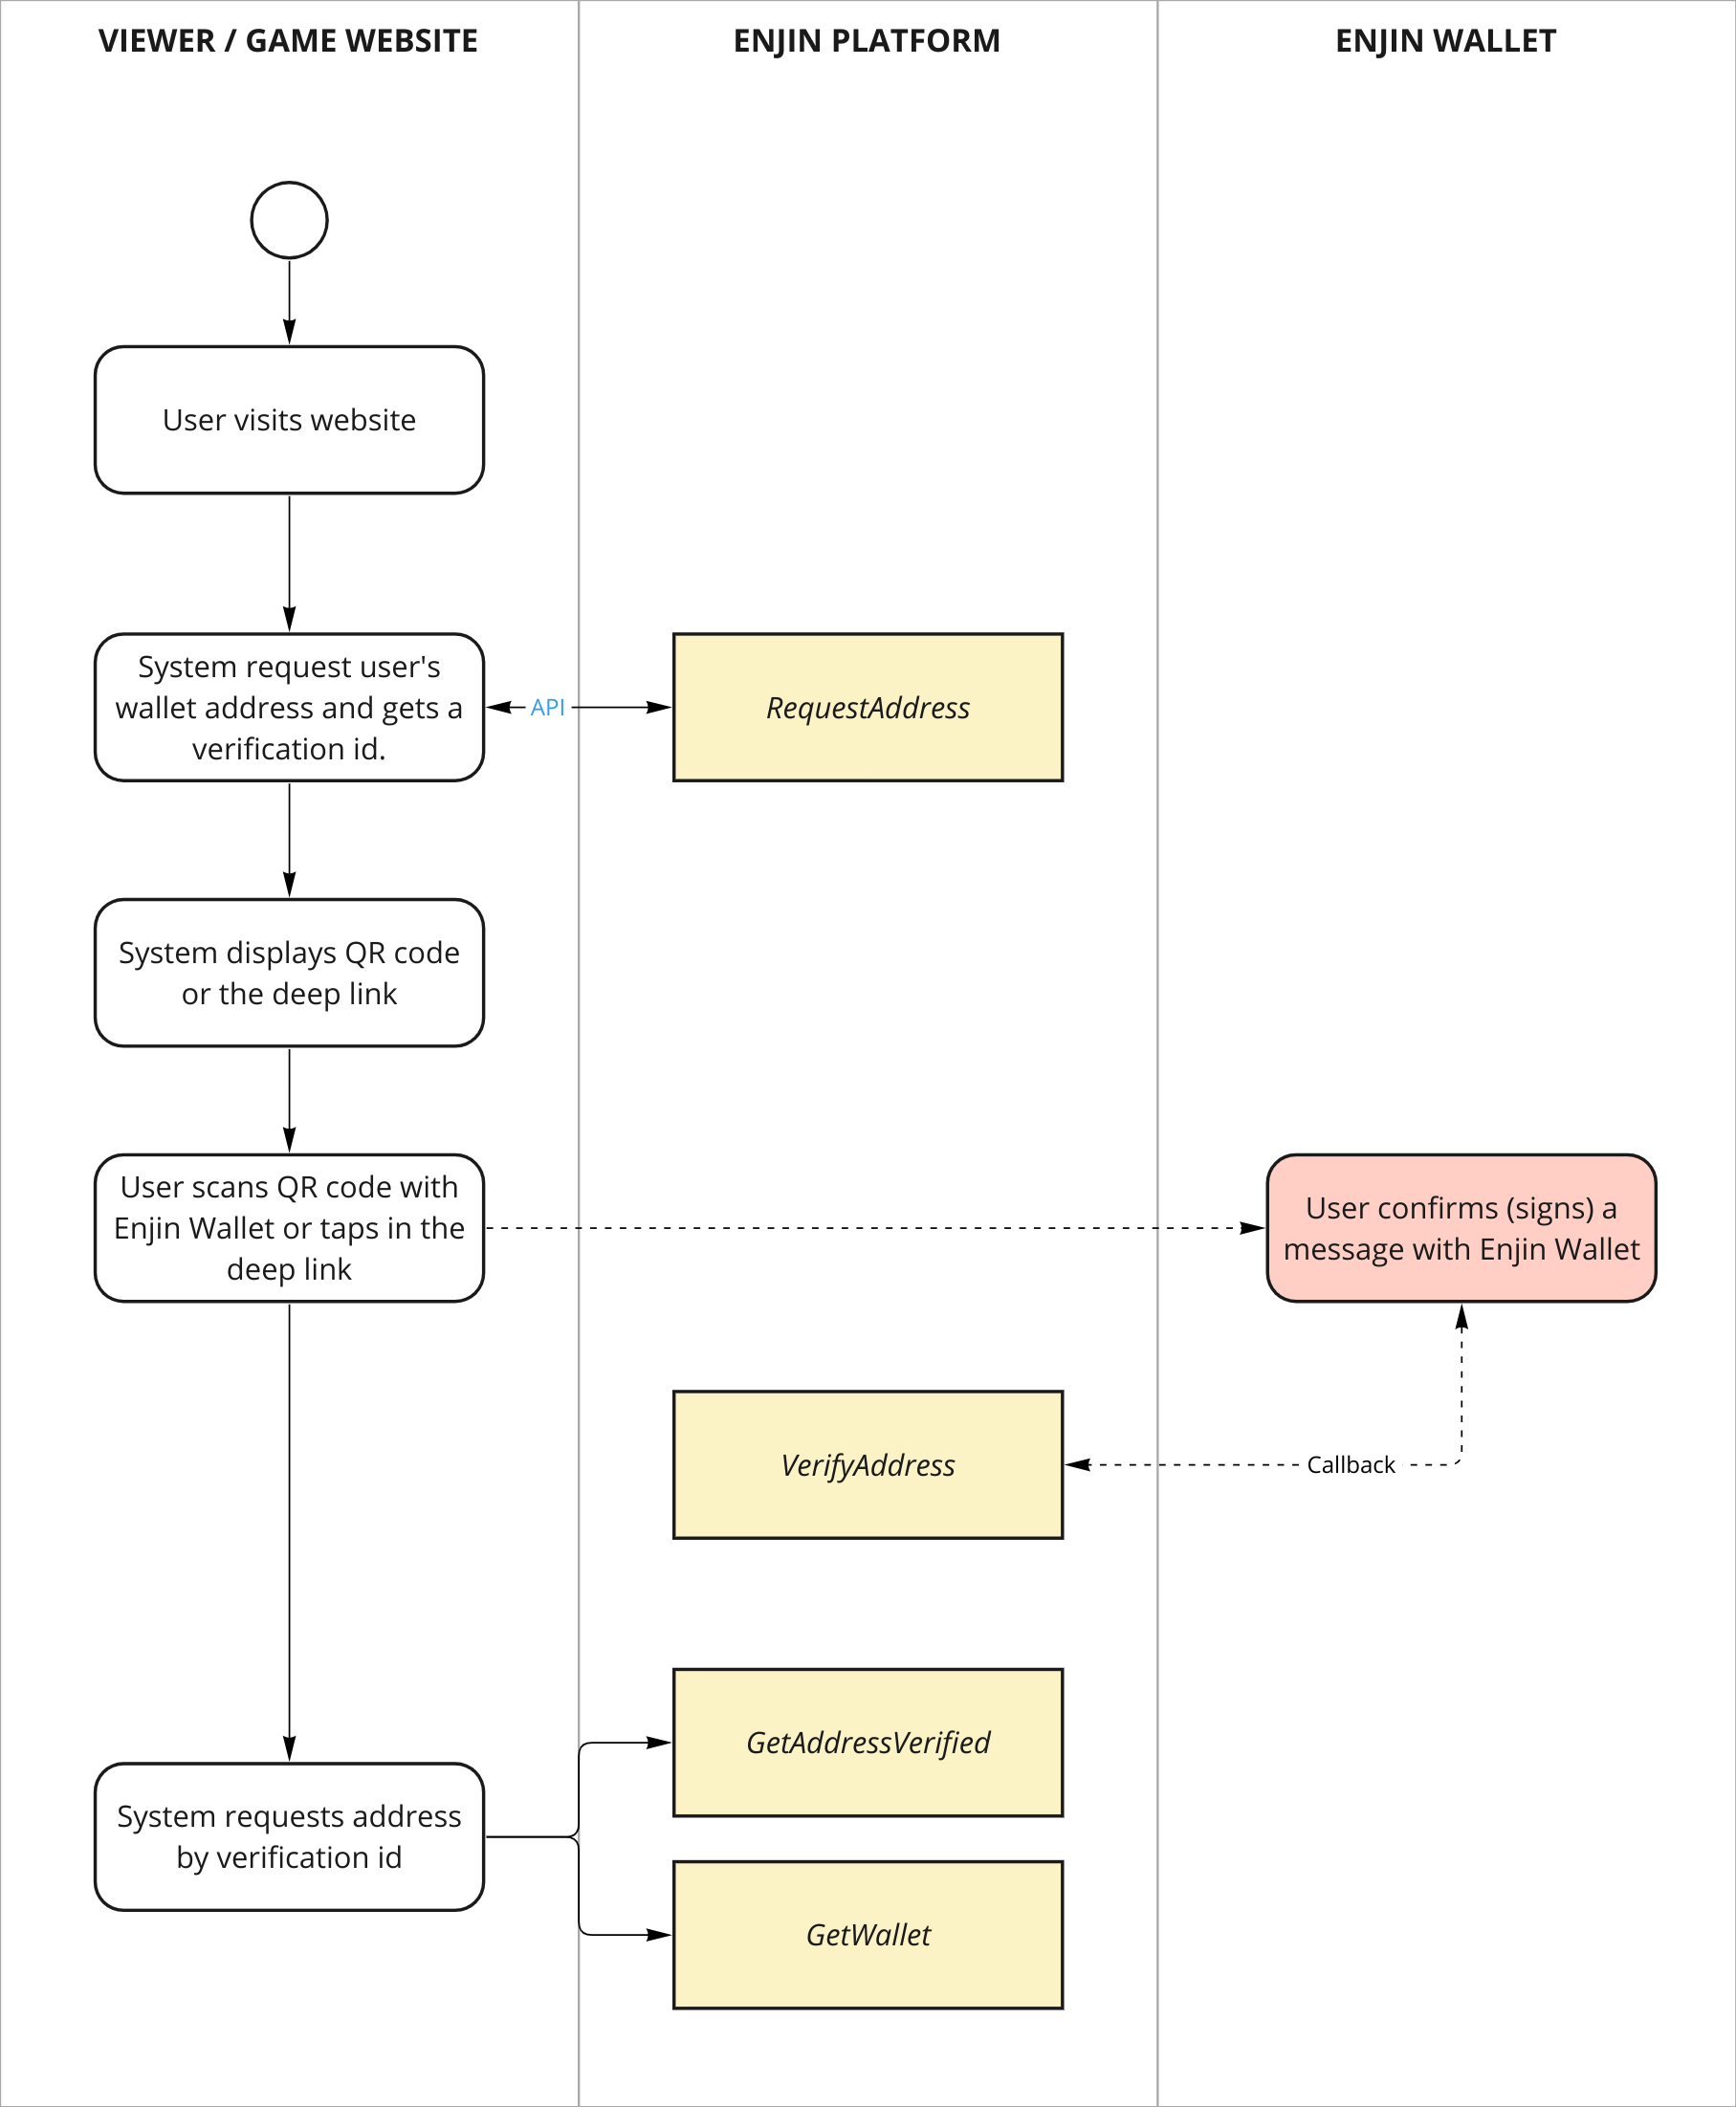 VIEWER / GAME WEBSITE
ENJIN PLATFORM
ENJIN WALLET
User visits website
System request user's
wallet address and gets a
verification id.
API
RequestAddress
System displays QR code
or the deep link
User scans QR code with
Enjin Wallet or taps in the
deep link
User confirms (signs) a
message with Enjin Wallet
VerifyAddress
Callback
GetAddressVerified
System requests address
by verification id
GetWallet